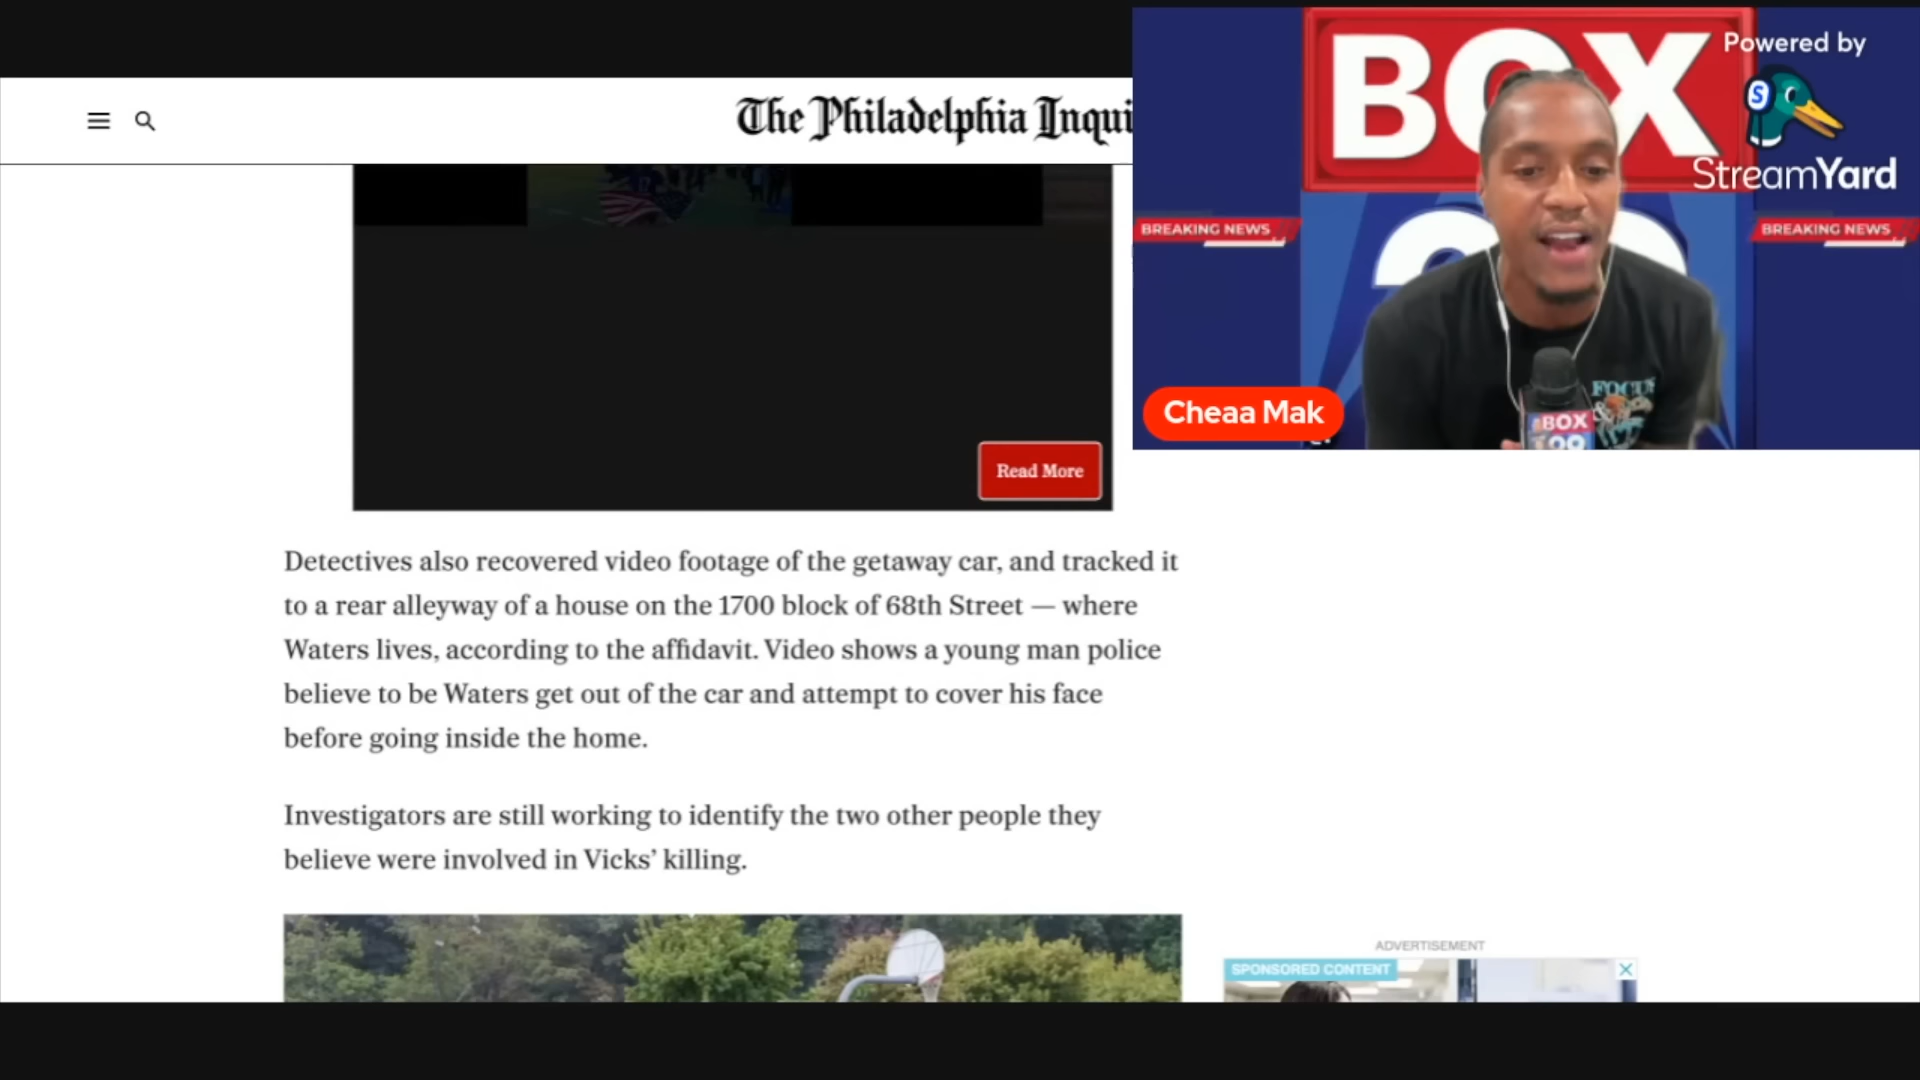 The Philadelphia Inqui
BOX
Powered by
StreamYard
BREAKING NEWS
BREAKING NEWS
Cheaa Mak
FOCUS
&
BOX
Read More
Detectives also recovered video footage of the getaway car, and tracked it
to a rear alleyway of a house on the 1700 block of 68th Street — where
Waters lives, according to the affidavit. Video shows a young man police
believe to be Waters get out of the car and attempt to cover his face
before going inside the home.
Investigators are still working to identify the two other people they
believe were involved in Vicks’ killing.
ADVERTISEMENT
SPONSORED CONTENT